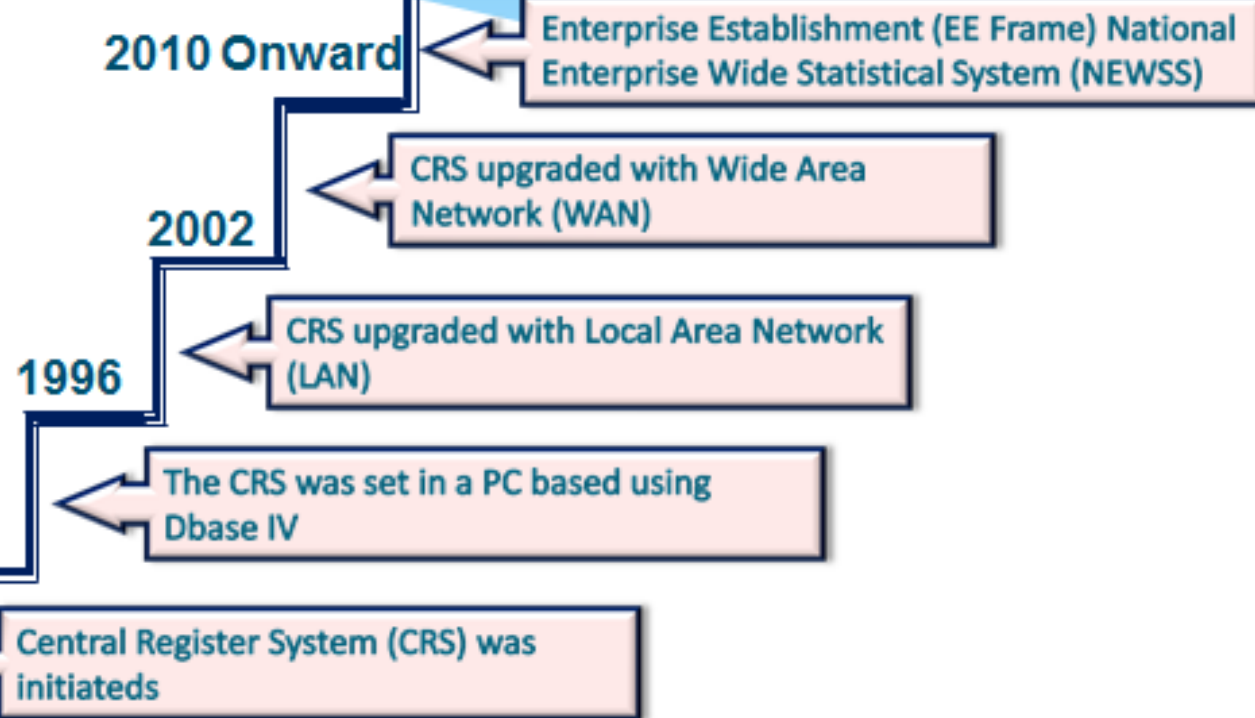 2010 Onward
Enterprise Establishment (EE Frame) National
Enterprise Wide Statistical System (NEWSS)
CRS upgraded with Wide Area
Network (WAN)
2002
CRS upgraded with Local Area Network
(LAN)
1996
The CRS was set in a PC based using
Dbase IV
Central Register System (CRS) was
initiateds